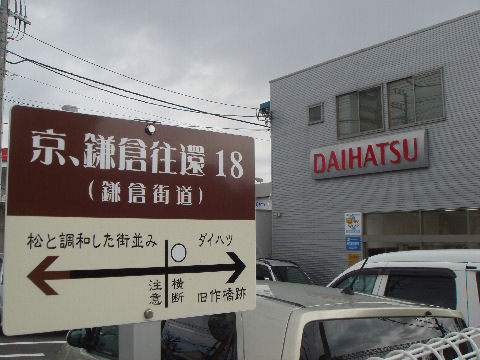 京、鎌倉往還 18
(鎌倉街道)
松と調和した街並み
ダイハツ
注意
横断
旧作橋跡
DAIHATSU